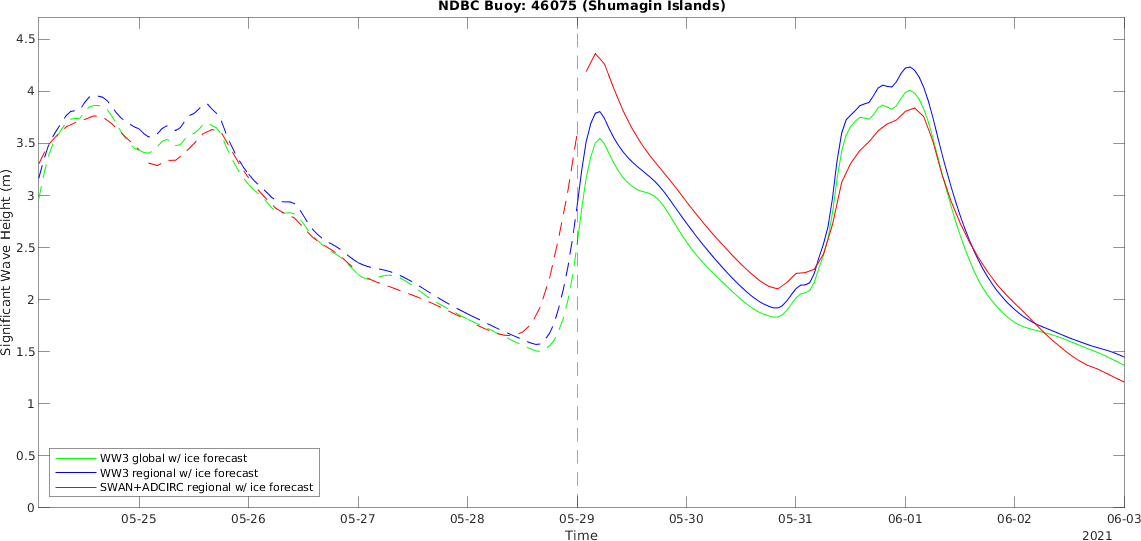 NDBC Buoy: 46075 (Shumagin Islands)
4.5
4
3.5
3
2.5
2
1.5
1
0.5
0
Significant Wave Height (m)
WW3 global w/ ice forecast
WW3 regional w/ ice forecast
SWAN+ADCIRC regional w/ ice forecast
05-25 05-26 05-27 05-28 05-29 05-30 05-31 06-01 06-02 06-03
Time
2021